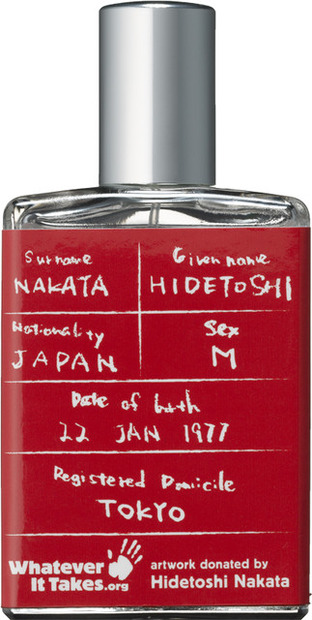 Surname Given name
NAKATA HIDETOSHI
Nationality Sex
JAPAN M
Date of birth
22 JAN 1977
Registered Domicile
TOKYO
Whatever
It Takes.org
artwork donated by
Hidetoshi Nakata